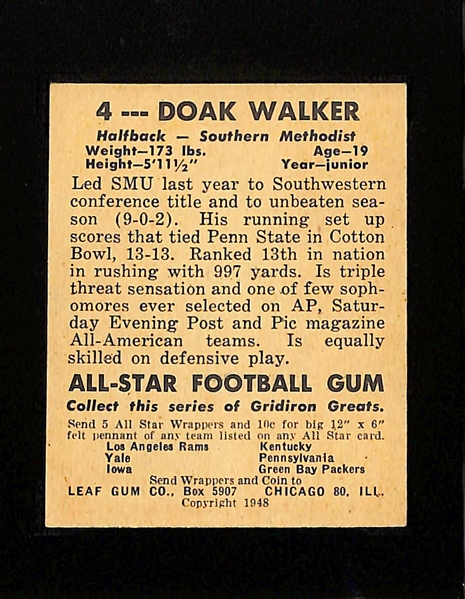 4 --- DOAK WALKER
Halfback — Southern Methodist
Weight—173 lbs. Age—19
Height—5'11½" Year—junior
Led SMU last year to Southwestern
conference title and to unbeaten sea-
son (9-0-2). His running set up
scores that tied Penn State in Cotton
Bowl, 13-13. Ranked 13th in nation
in rushing with 997 yards. Is triple
threat sensation and one of few soph-
omores ever selected on AP, Satur-
day Evening Post and Pic magazine
All-American teams. Is equally
skilled on defensive play.
ALL-STAR FOOTBALL GUM
Collect this series of Gridiron Greats.
Send 5 All Star Wrappers and 10c for big 12" x 6"
felt pennant of any team listed on any All Star card.
Los Angeles Rams Kentucky
Yale Pennsylvania
Iowa Green Bay Packers
Send Wrappers and Coin to
LEAF GUM CO., Box 5907 CHICAGO 80, ILL.
Copyright 1948